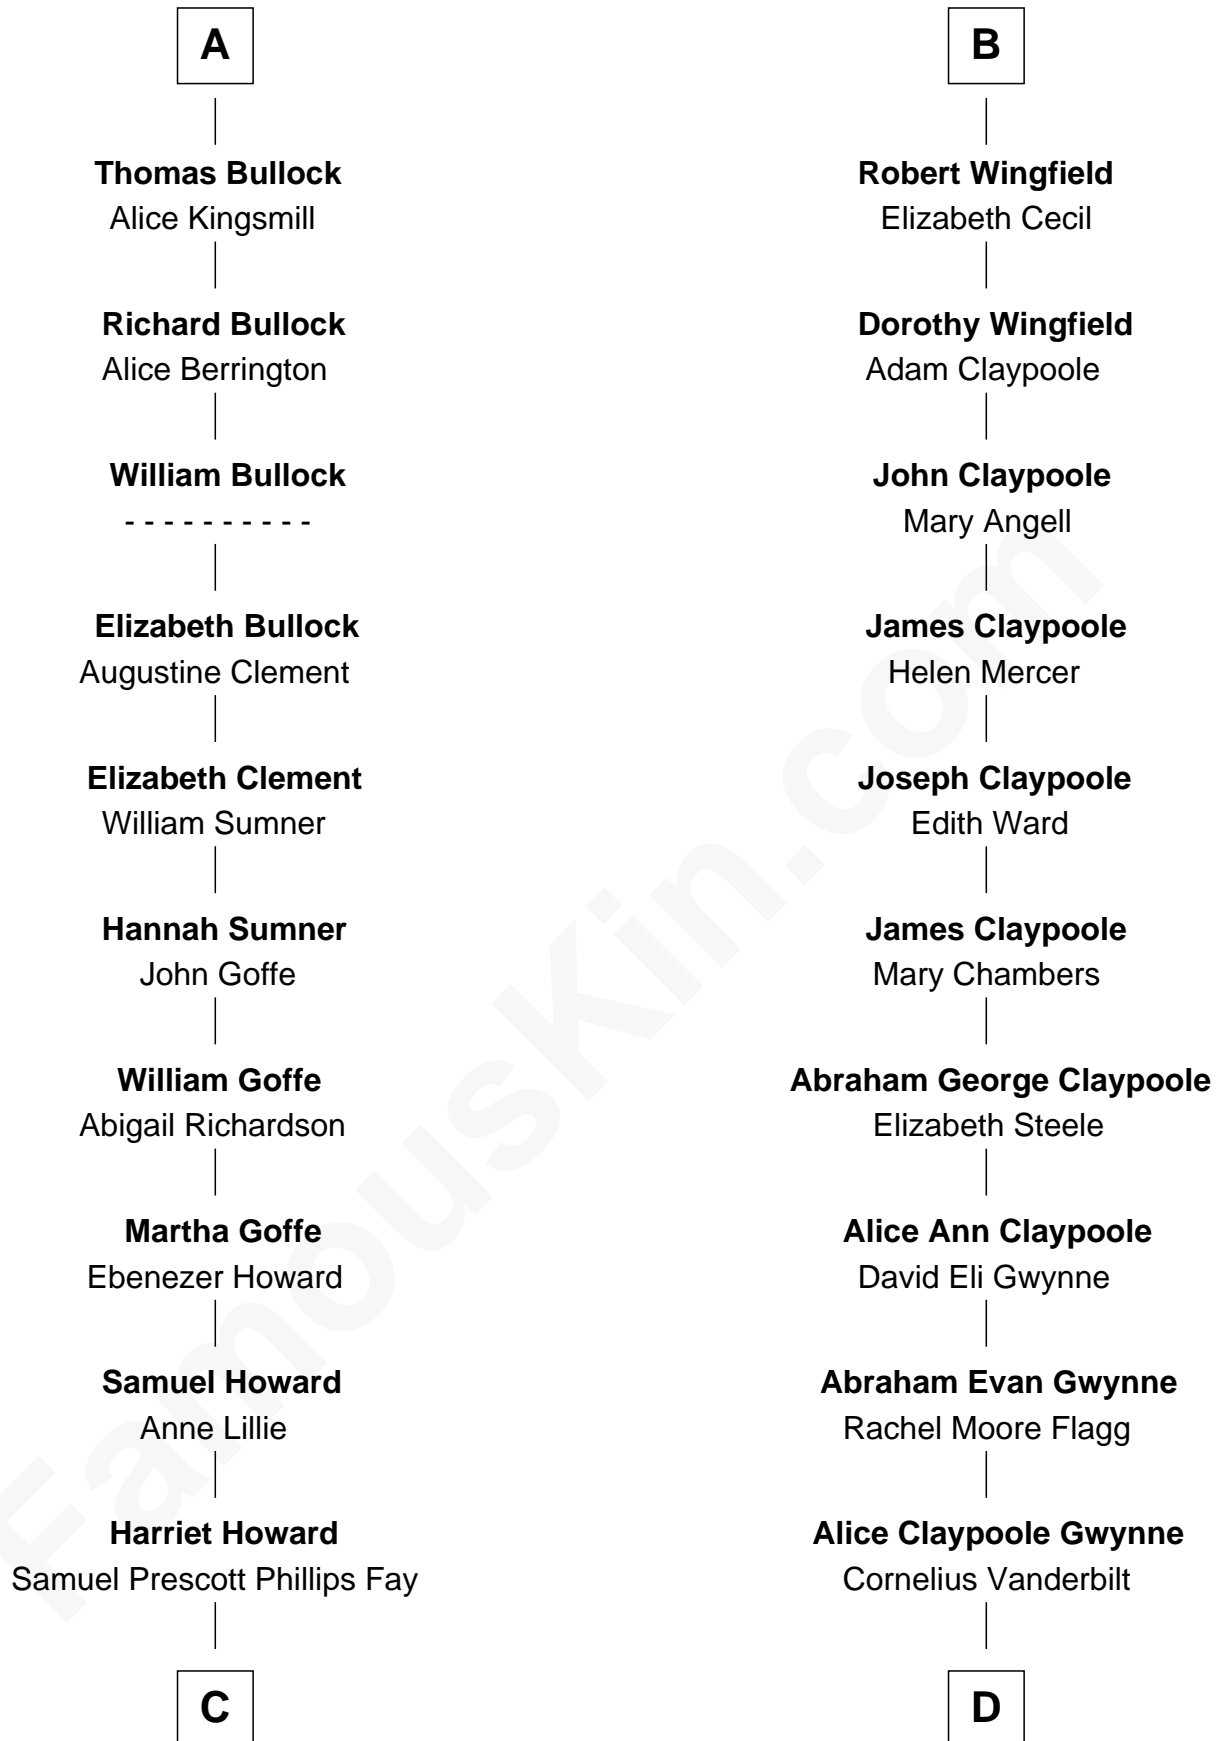 A
Thomas Bullock
Alice Kingsmill
Richard Bullock
Alice Berrington
William Bullock
- - - - - - - - - -
Elizabeth Bullock
Augustine Clement
Elizabeth Clement
William Sumner
Hannah Sumner
John Goffe
William Goffe
Abigail Richardson
Martha Goffe
Ebenezer Howard
Samuel Howard
Anne Lillie
Harriet Howard
Samuel Prescott Phillips Fay
C
B
Robert Wingfield
Elizabeth Cecil
Dorothy Wingfield
Adam Claypoole
John Claypoole
Mary Angell
James Claypoole
Helen Mercer
Joseph Claypoole
Edith Ward
James Claypoole
Mary Chambers
Abraham George Claypoole
Elizabeth Steele
Alice Ann Claypoole
David Eli Gwynne
Abraham Evan Gwynne
Rachel Moore Flagg
Alice Claypoole Gwynne
Cornelius Vanderbilt
D
FamousKin.com